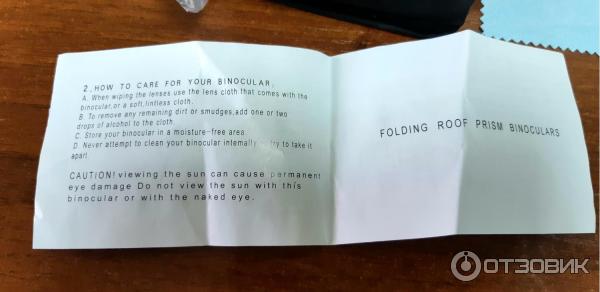 2,HOW TO CARE FOR YOUR BINOCULAR.
A. When wiping the lenses use the lens cloth that comes with the
binocular,or a soft,lintless cloth.
B. To remove any remaining dirt or smudges,add one or two
drops of alcohol to the cloth.
C. Store your binocular in a moisture-free area.
D. Never attempt to clean your binocular internally to take it
apart.
CAUTION! viewing the sun can cause permanent
eye damage Do not view the sun with this
binocular or with the naked eye.
FOLDING ROOF PRISM BINOCULARS
ОТЗОВИК